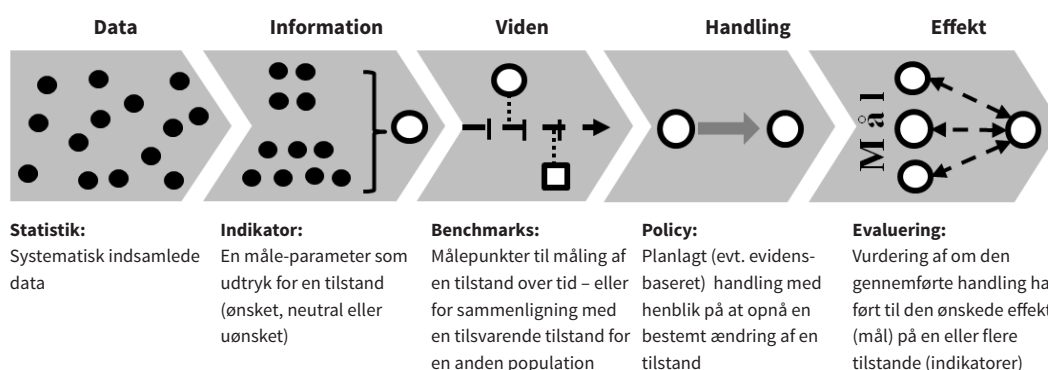 Data
Information
Viden
Handling
Effekt
Mål
Statistik:
Systematisk indsamlede
data
Indikator:
En måle-parameter som
udtryk for en tilstand
(ønsket, neutral eller
uønsket)
Benchmarks:
Målepunkter til måling af
en tilstand over tid – eller
for sammenligning med
en tilsvarende tilstand for
en anden population
Policy:
Planlagt (evt. evidens-
baseret) handling med
henblik på at opnå en
bestemt ændring af en
tilstand
Evaluering:
Vurdering af om den
gennemførte handling ha
ført til den ønskede effekt
(mål) på en eller flere
tilstande (indikatorer)